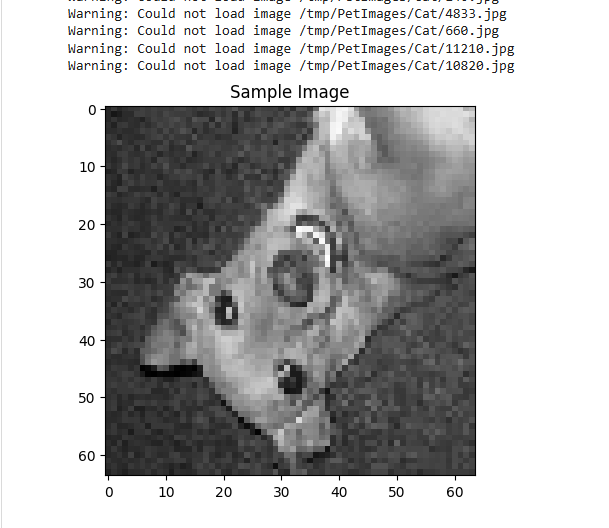 Warning: Could not load image /tmp/PetImages/Cat/4833.jpg
Warning: Could not load image /tmp/PetImages/Cat/660.jpg
Warning: Could not load image /tmp/PetImages/Cat/11210.jpg
Warning: Could not load image /tmp/PetImages/Cat/10820.jpg
Sample Image
0
10
20
30
40
50
60
0 10 20 30 40 50 60